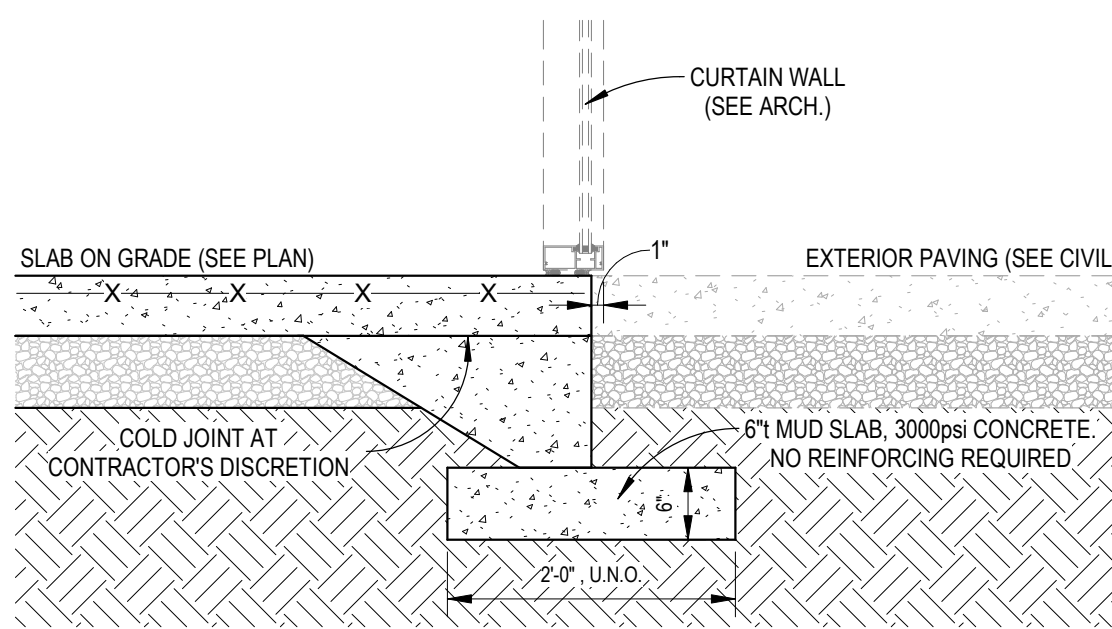 CURTAIN WALL
(SEE ARCH.)
SLAB ON GRADE (SEE PLAN)
1"
EXTERIOR PAVING (SEE CIVIL
X X X X
COLD JOINT AT
CONTRACTOR'S DISCRETION
6"t MUD SLAB, 3000psi CONCRETE.
NO REINFORCING REQUIRED
6"
2'-0" , U.N.O.